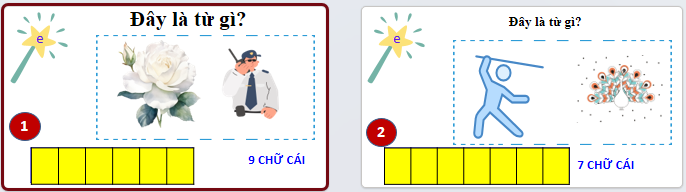 Đây là từ gì?
e
1
9 CHỮ CÁI
Đây là từ gì?
e
2
7 CHỮ CÁI